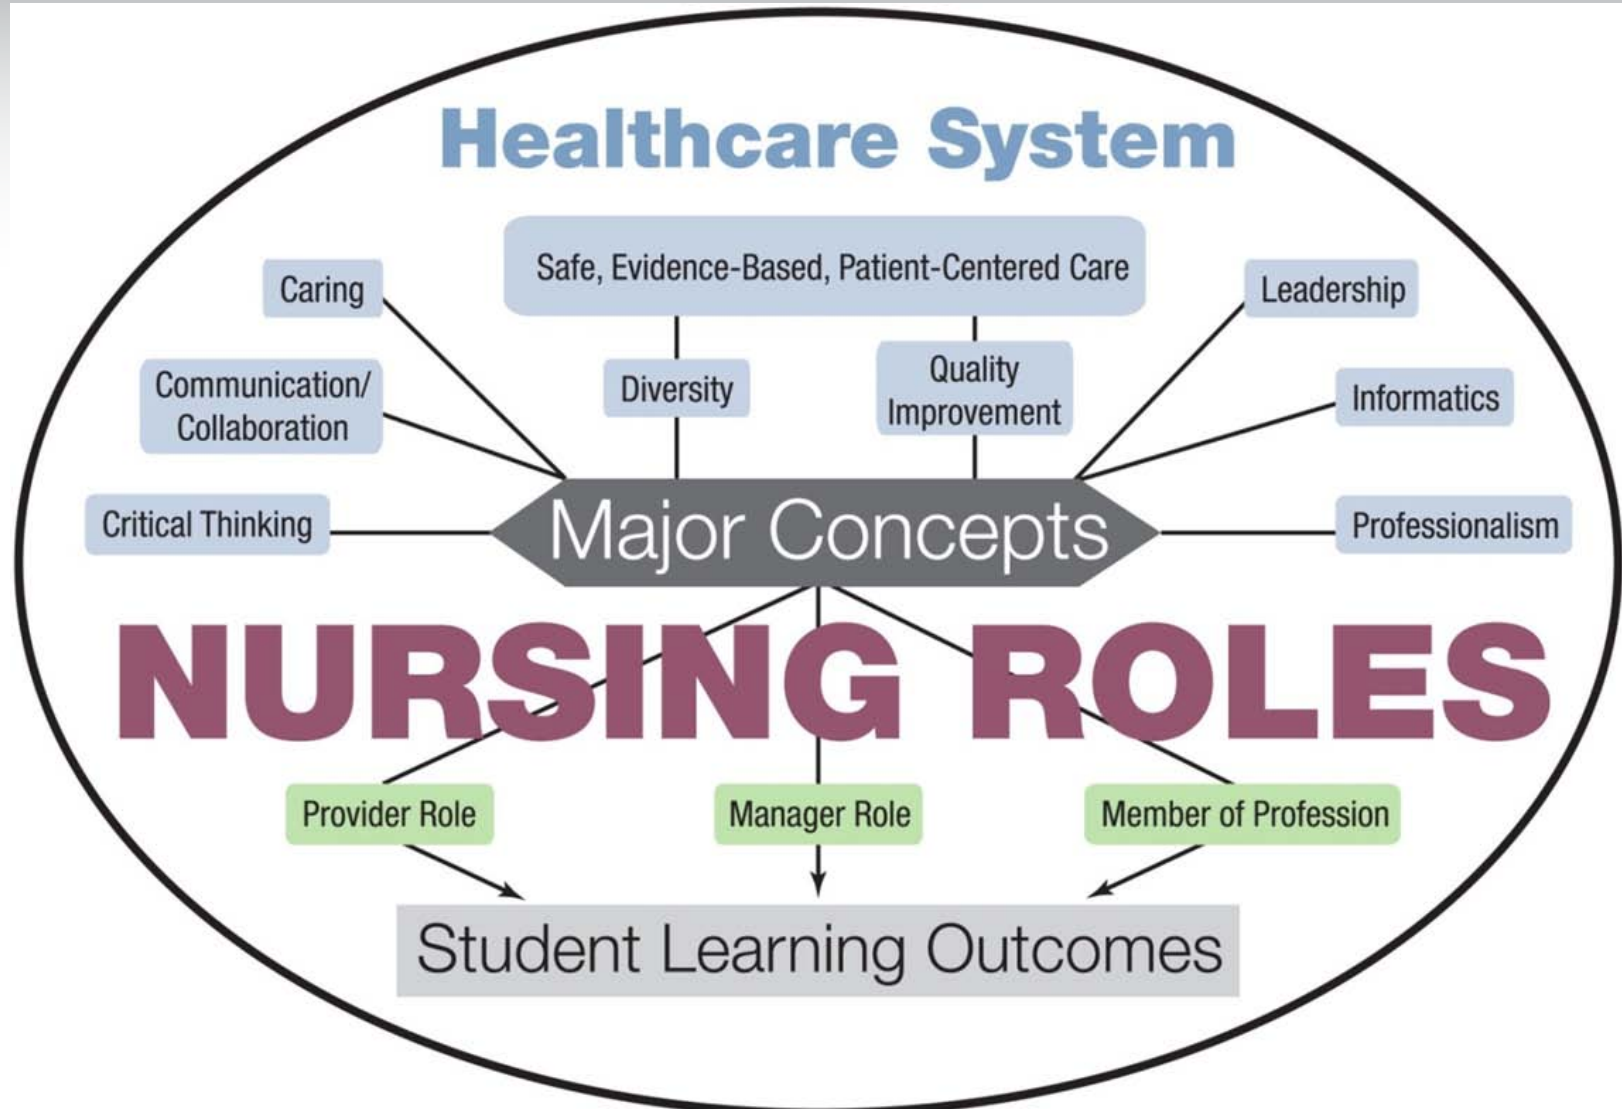 Healthcare System
Safe, Evidence-Based, Patient-Centered Care
Caring
Leadership
Communication/
Collaboration
Diversity
Quality
Improvement
Informatics
Critical Thinking
Major Concepts
Professionalism
NURSING ROLES
Provider Role
Manager Role
Member of Profession
Student Learning Outcomes